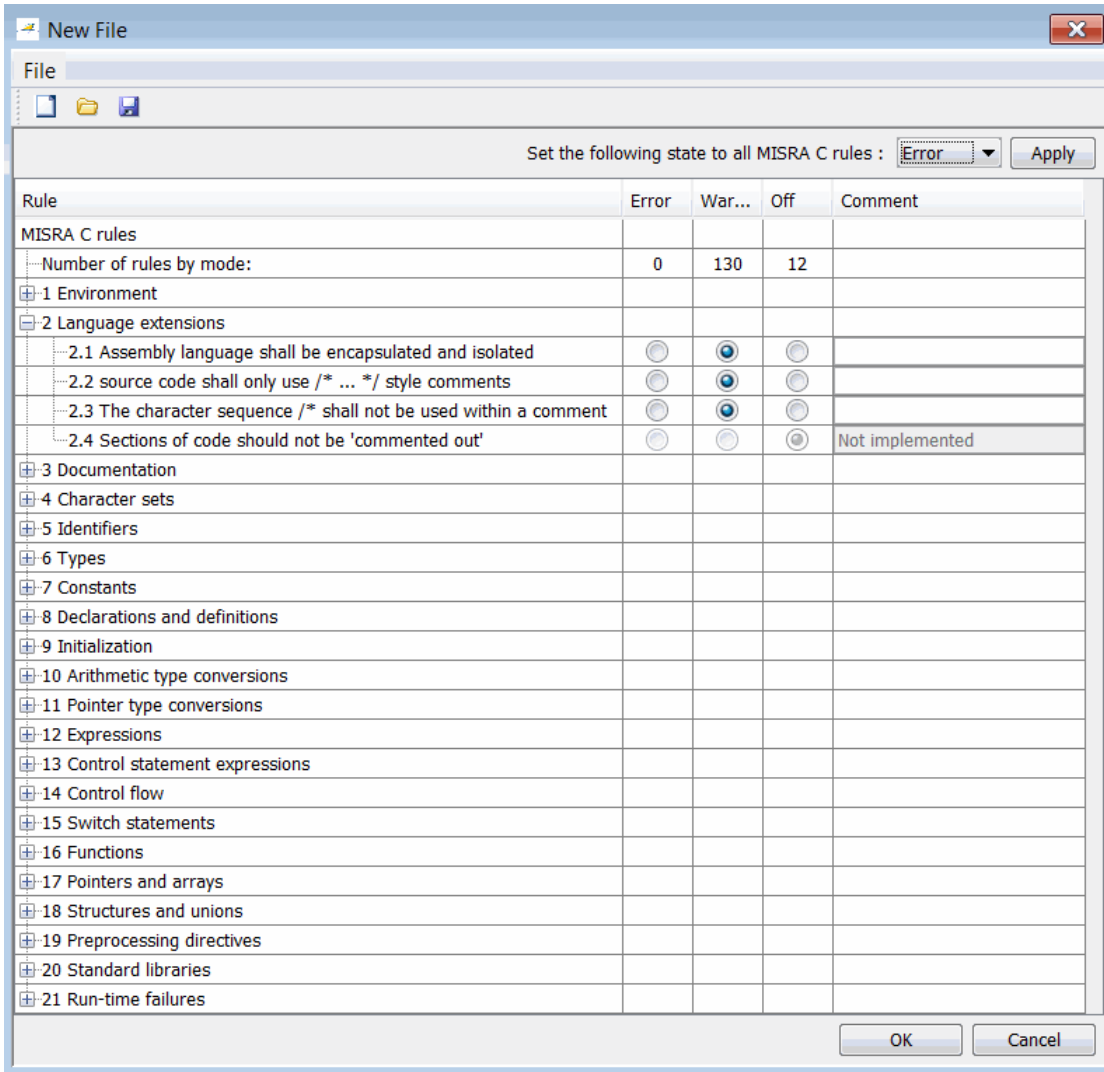 New File
File
Set the following state to all MISRA C rules : Error Apply
Rule Error War... Off Comment
MISRA C rules
Number of rules by mode: 0 130 12
1 Environment
2 Language extensions
2.1 Assembly language shall be encapsulated and isolated
2.2 source code shall only use /* ... */ style comments
2.3 The character sequence /* shall not be used within a comment
2.4 Sections of code should not be 'commented out' Not implemented
3 Documentation
4 Character sets
5 Identifiers
6 Types
7 Constants
8 Declarations and definitions
9 Initialization
10 Arithmetic type conversions
11 Pointer type conversions
12 Expressions
13 Control statement expressions
14 Control flow
15 Switch statements
16 Functions
17 Pointers and arrays
18 Structures and unions
19 Preprocessing directives
20 Standard libraries
21 Run-time failures
OK Cancel